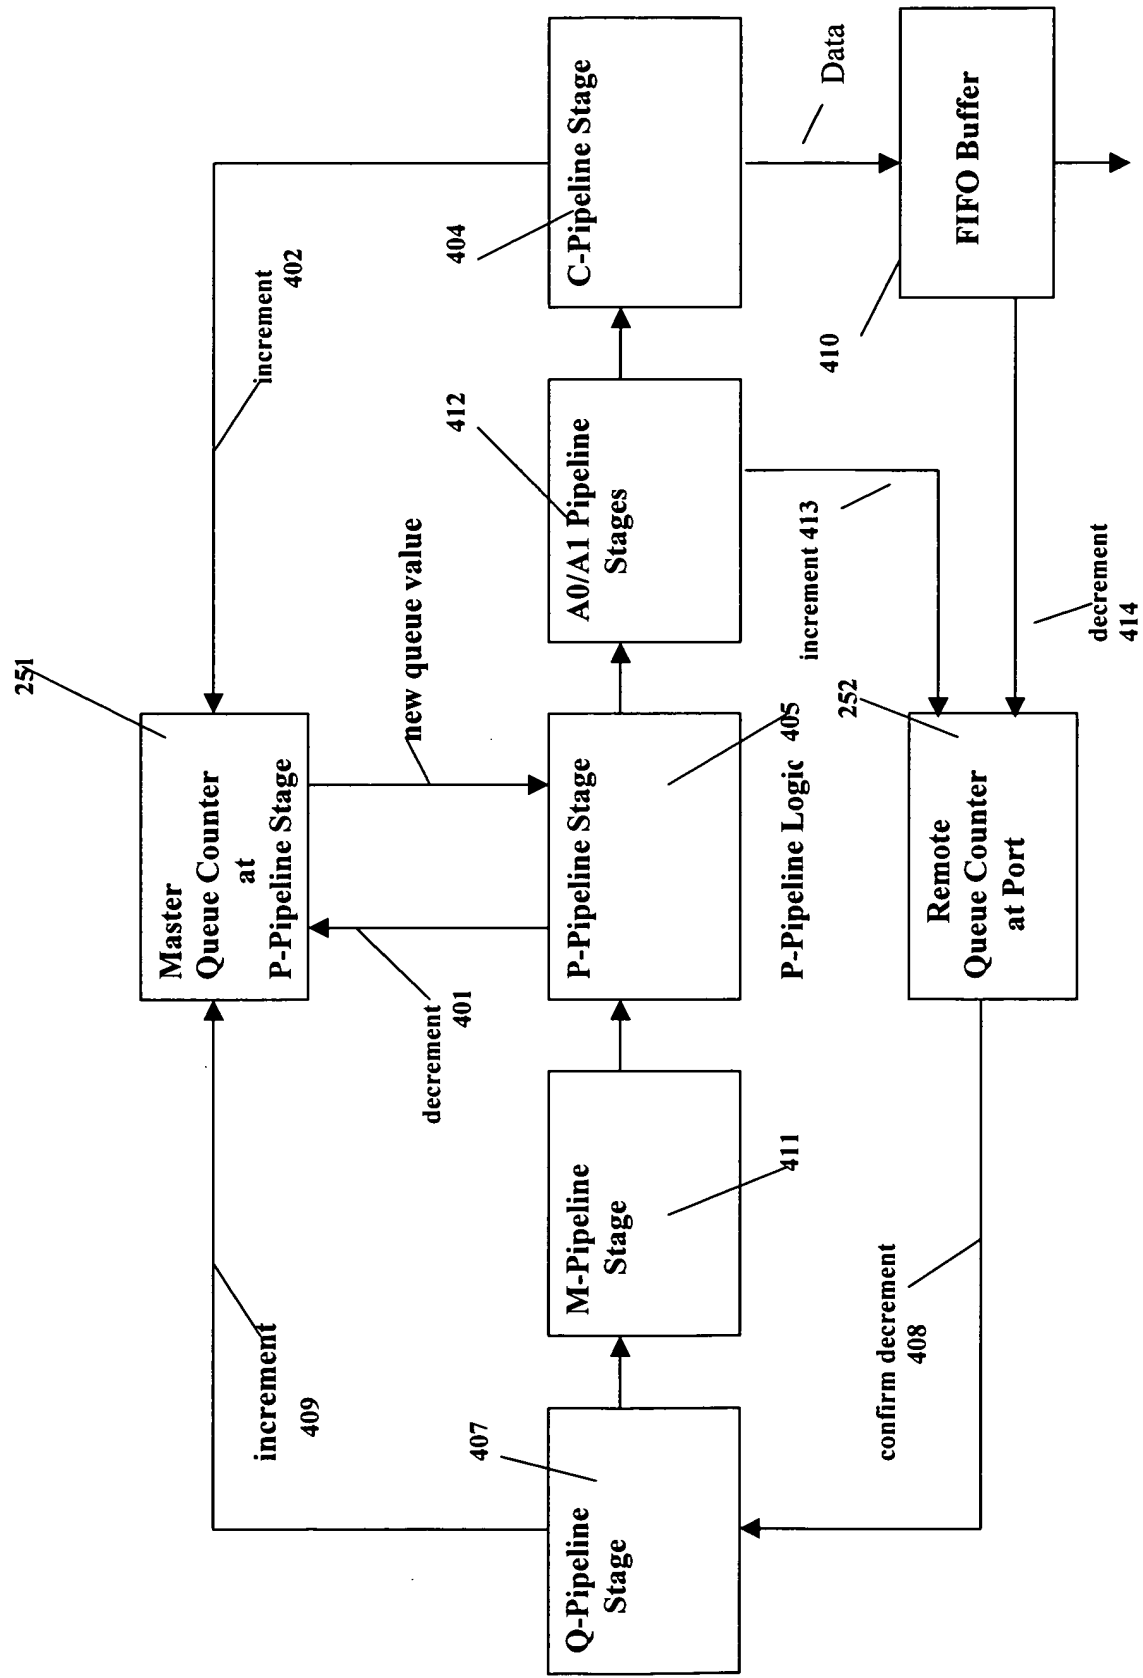 251
Master
Queue Counter
at
P-Pipeline Stage
increment
409
increment
402
decrement
401
new queue value
407
Q-Pipeline
Stage
M-Pipeline
Stage
411
P-Pipeline Stage
P-Pipeline Logic 405
412
A0/A1 Pipeline
Stages
404
C-Pipeline Stage
Data
increment 413
confirm decrement
408
252
Remote
Queue Counter
at Port
decrement
414
410
FIFO Buffer